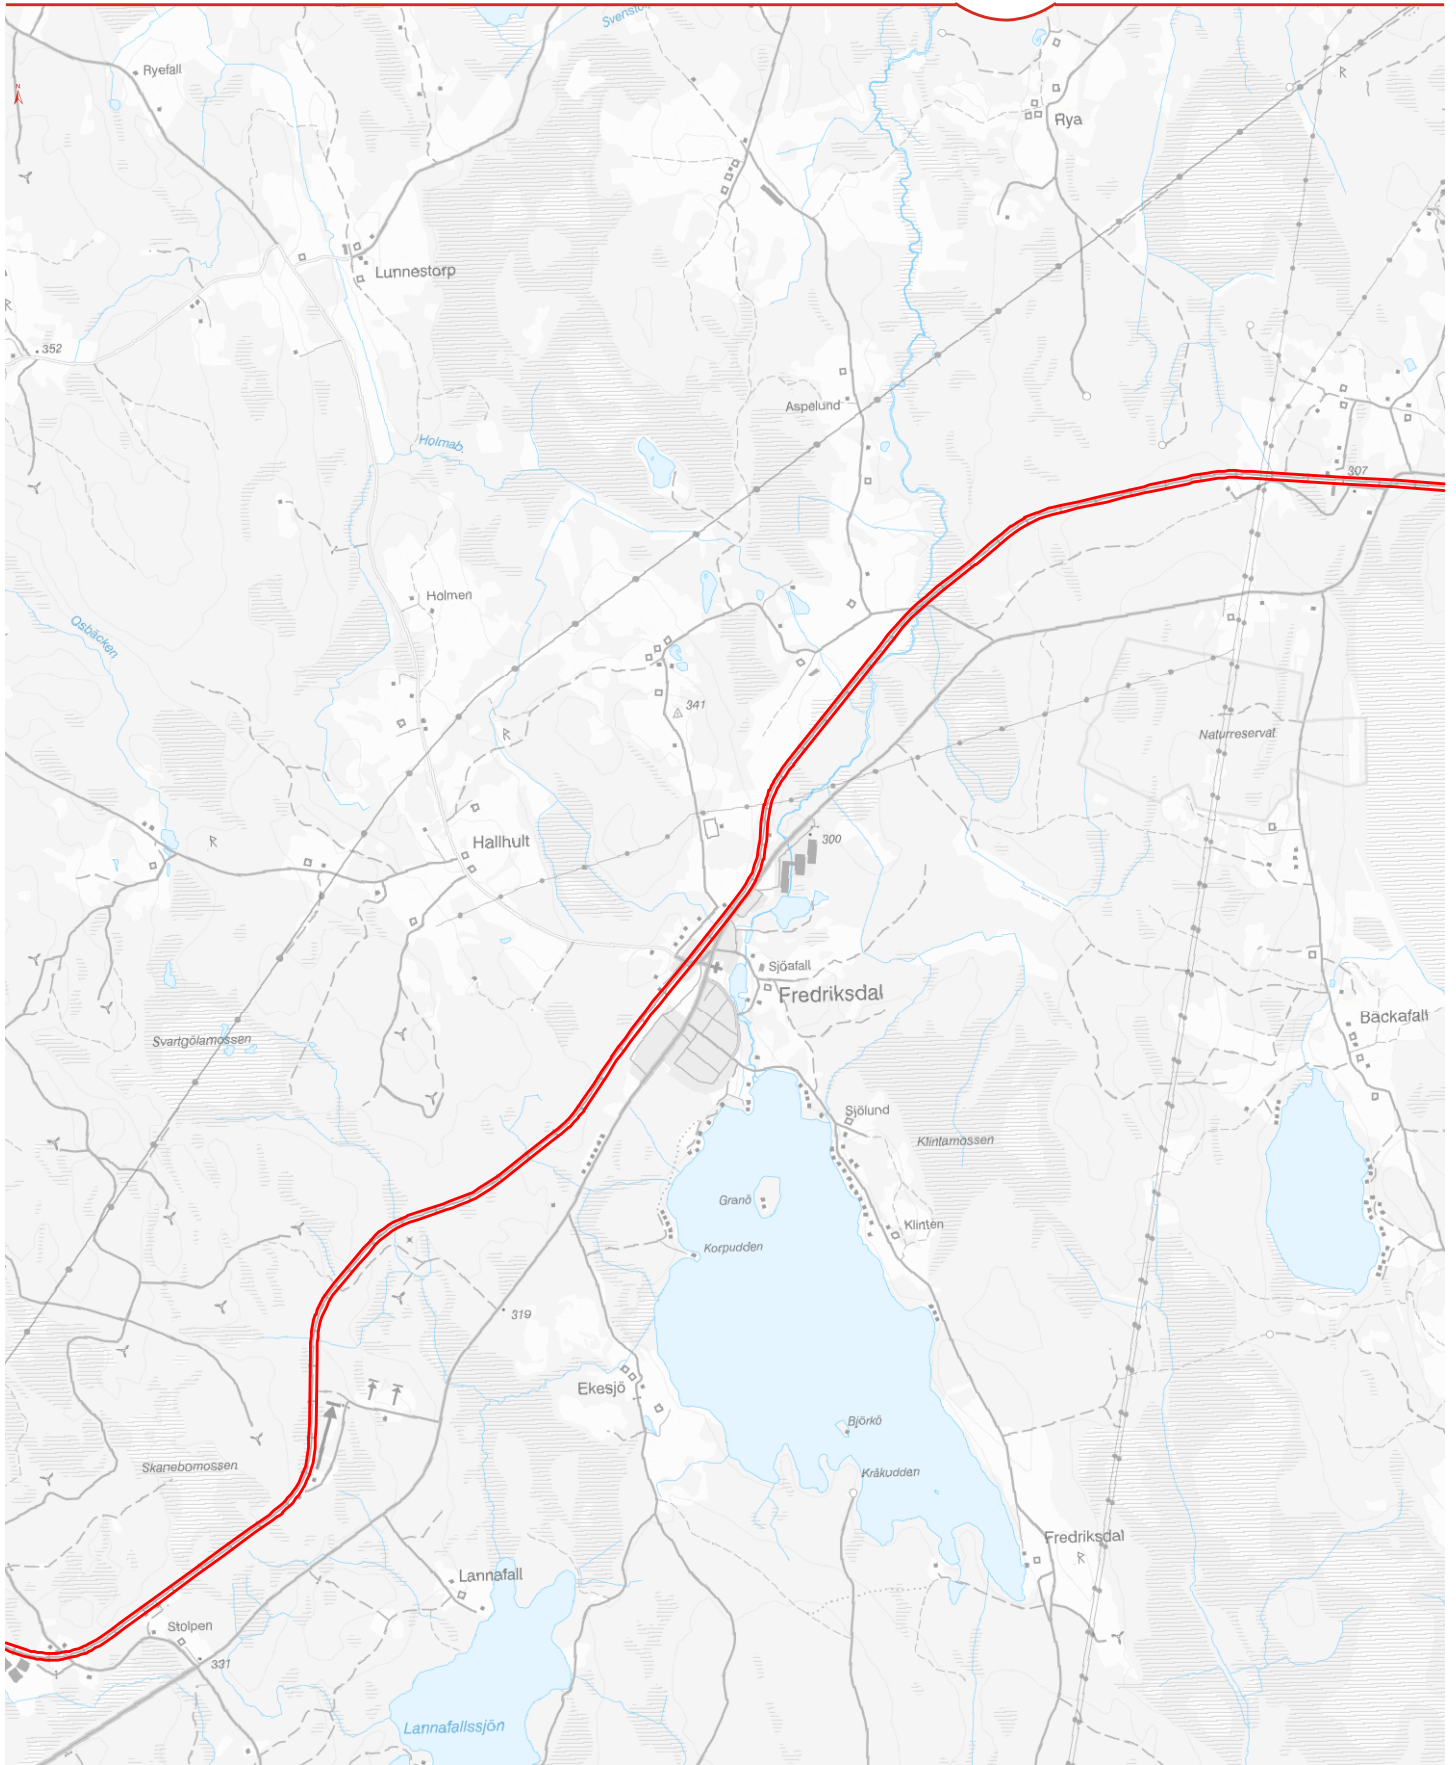 Ryefall
N
Rya
Lunnestorp
352
Aspelund
Holmab.
307
Holmen
Osbäcken
341
Naturreservat
300
Hallhult
Sjöafall
Fredriksdal
Bäckafall
Svartgölamossen
Sjölund
Klintamossen
Granö
Klinten
Korpudden
319
Ekesjö
Björkö
Skanebomossen
Kråkudden
Fredriksdal
Lannafall
Stolpen
331
Lannafallssjön